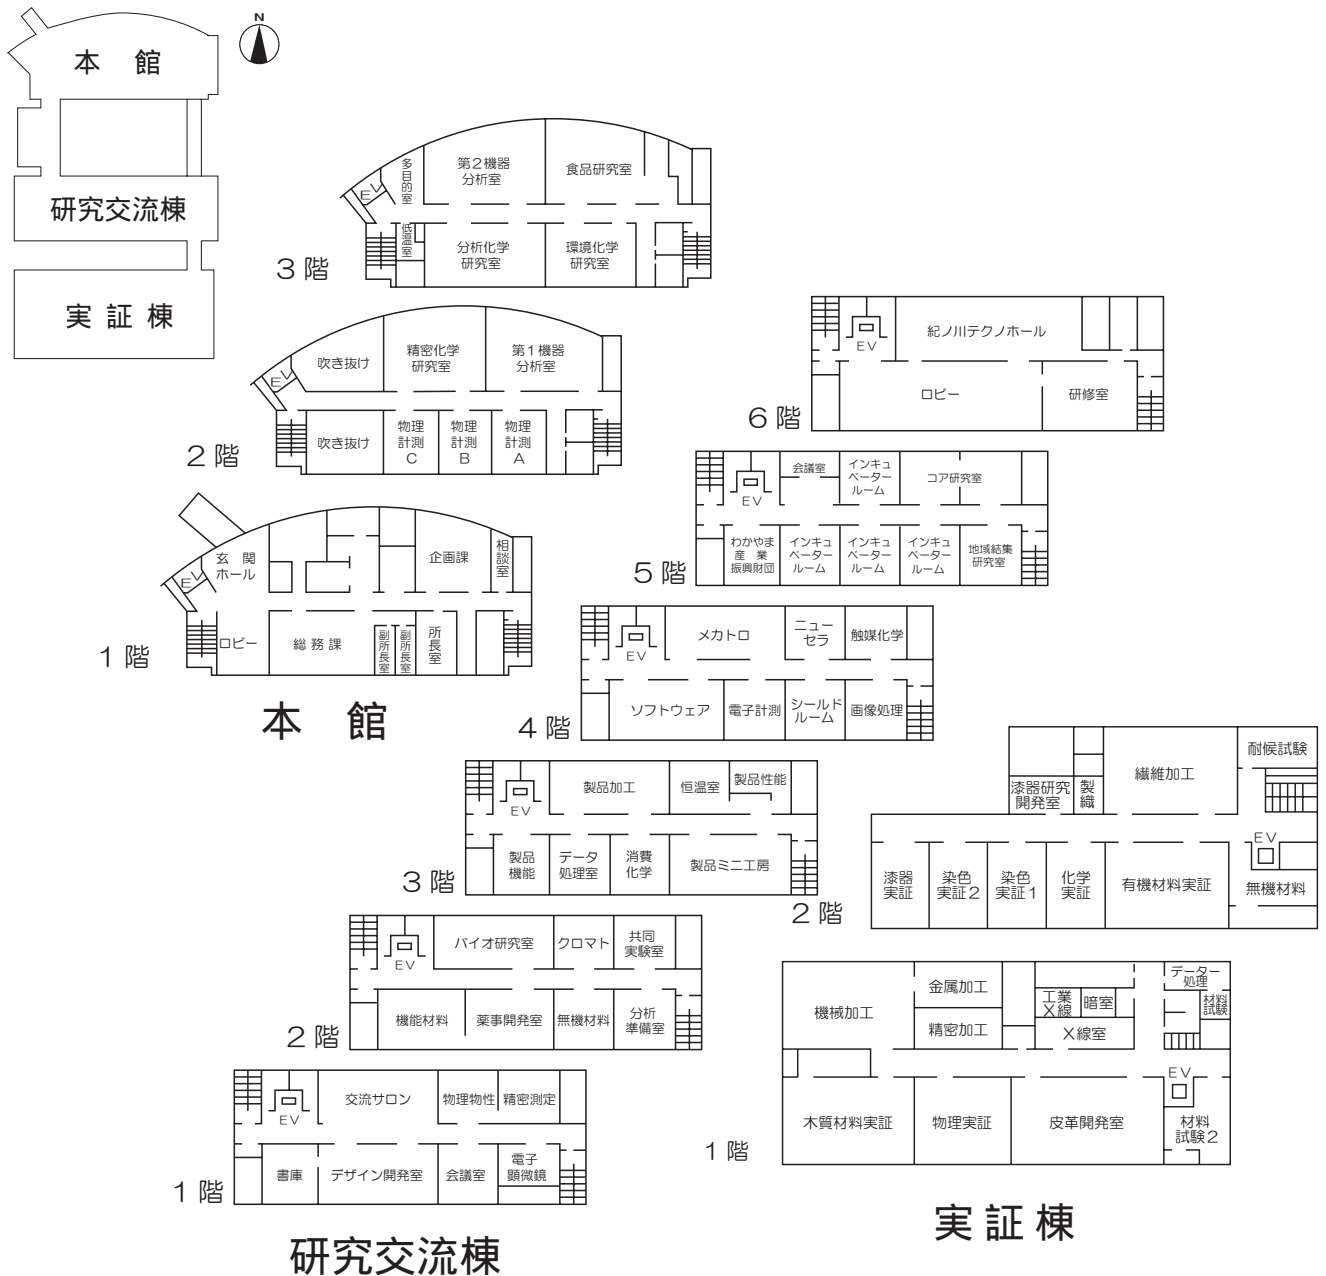 N
本 館
研究交流棟
実 証 棟
多目的室
第2機器
分析室
食品研究室
EV
低温室
分析化学
研究室
環境化学
研究室
3階
吹き抜け
精密化学
研究室
第1機器
分析室
EV
吹き抜け
物理
計測
C
物理
計測
B
物理
計測
A
2階
玄 関
ホール
企画課
相談室
EV
ロビー
総務課
副所長室
副所長室
所長室
1階
本 館
紀ノ川テクノホール
EV
ロビー
研修室
6階
会議室
インキュ
ベーター
ルーム
コア研究室
EV
わかやま
産 業
振興財団
インキュ
ベーター
ルーム
インキュ
ベーター
ルーム
インキュ
ベーター
ルーム
地域結集
研究室
5階
メカトロ
ニュー
セラ
触媒化学
EV
ソフトウェア
電子計測
シールド
ルーム
画像処理
4階
製品加工
恒温室
製品性能
EV
製品
機能
データ
処理室
消費
化学
製品ミニ工房
3階
バイオ研究室
クロマト
共同
実験室
EV
機能材料
薬事開発室
無機材料
分析
準備室
2階
交流サロン
物理物性
精密測定
EV
書庫
デザイン開発室
会議室
電子
顕微鏡
1階
研究交流棟
耐候試験
繊維加工
漆器研究
開発室
製織
EV
漆器
実証
染色
実証2
染色
実証1
化学
実証
有機材料実証
無機材料
2階
データー
処理
金属加工
機械加工
工業
X線
暗室
材料
試験
精密加工
X線室
EV
木質材料実証
物理実証
皮革開発室
材料
試験2
1階
実証棟